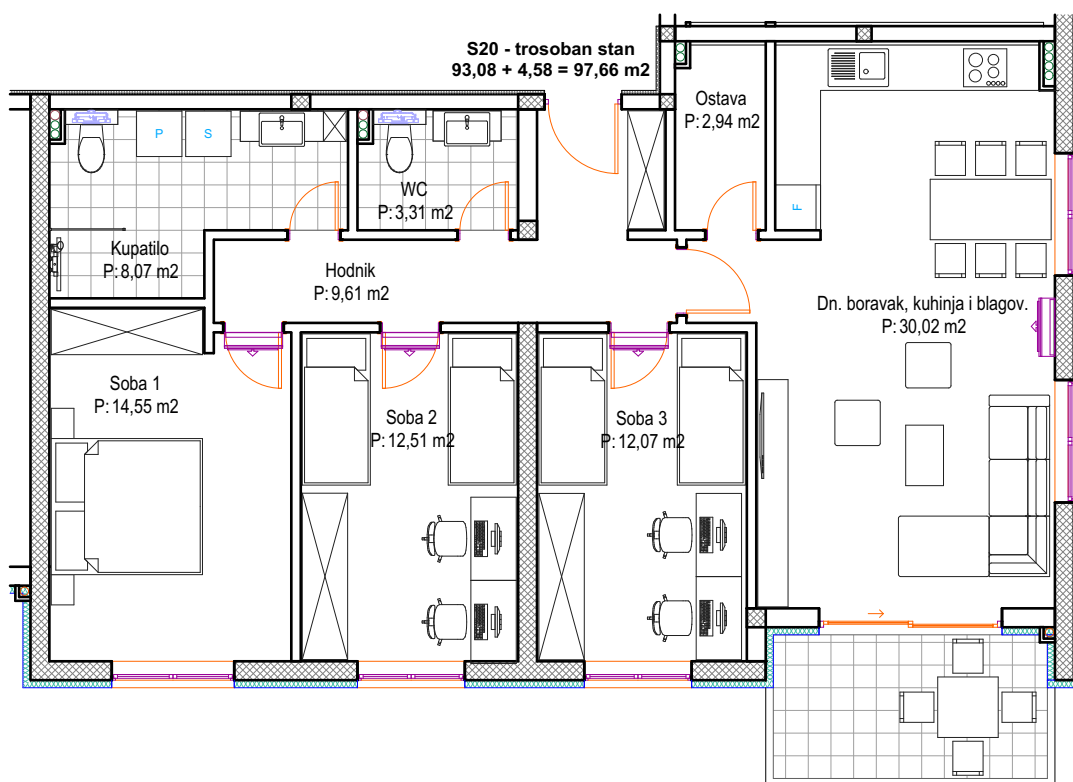 S20 - trosoban stan
93,08 + 4,58 = 97,66 m2
Ostava
P: 2,94 m2
P
S
WC
P: 3,31 m2
F
Kupatilo
P: 8,07 m2
Hodnik
P: 9,61 m2
Dn. boravak, kuhinja i blagov.
P: 30,02 m2
Soba 1
P: 14,55 m2
Soba 2
P: 12,51 m2
Soba 3
P: 12,07 m2